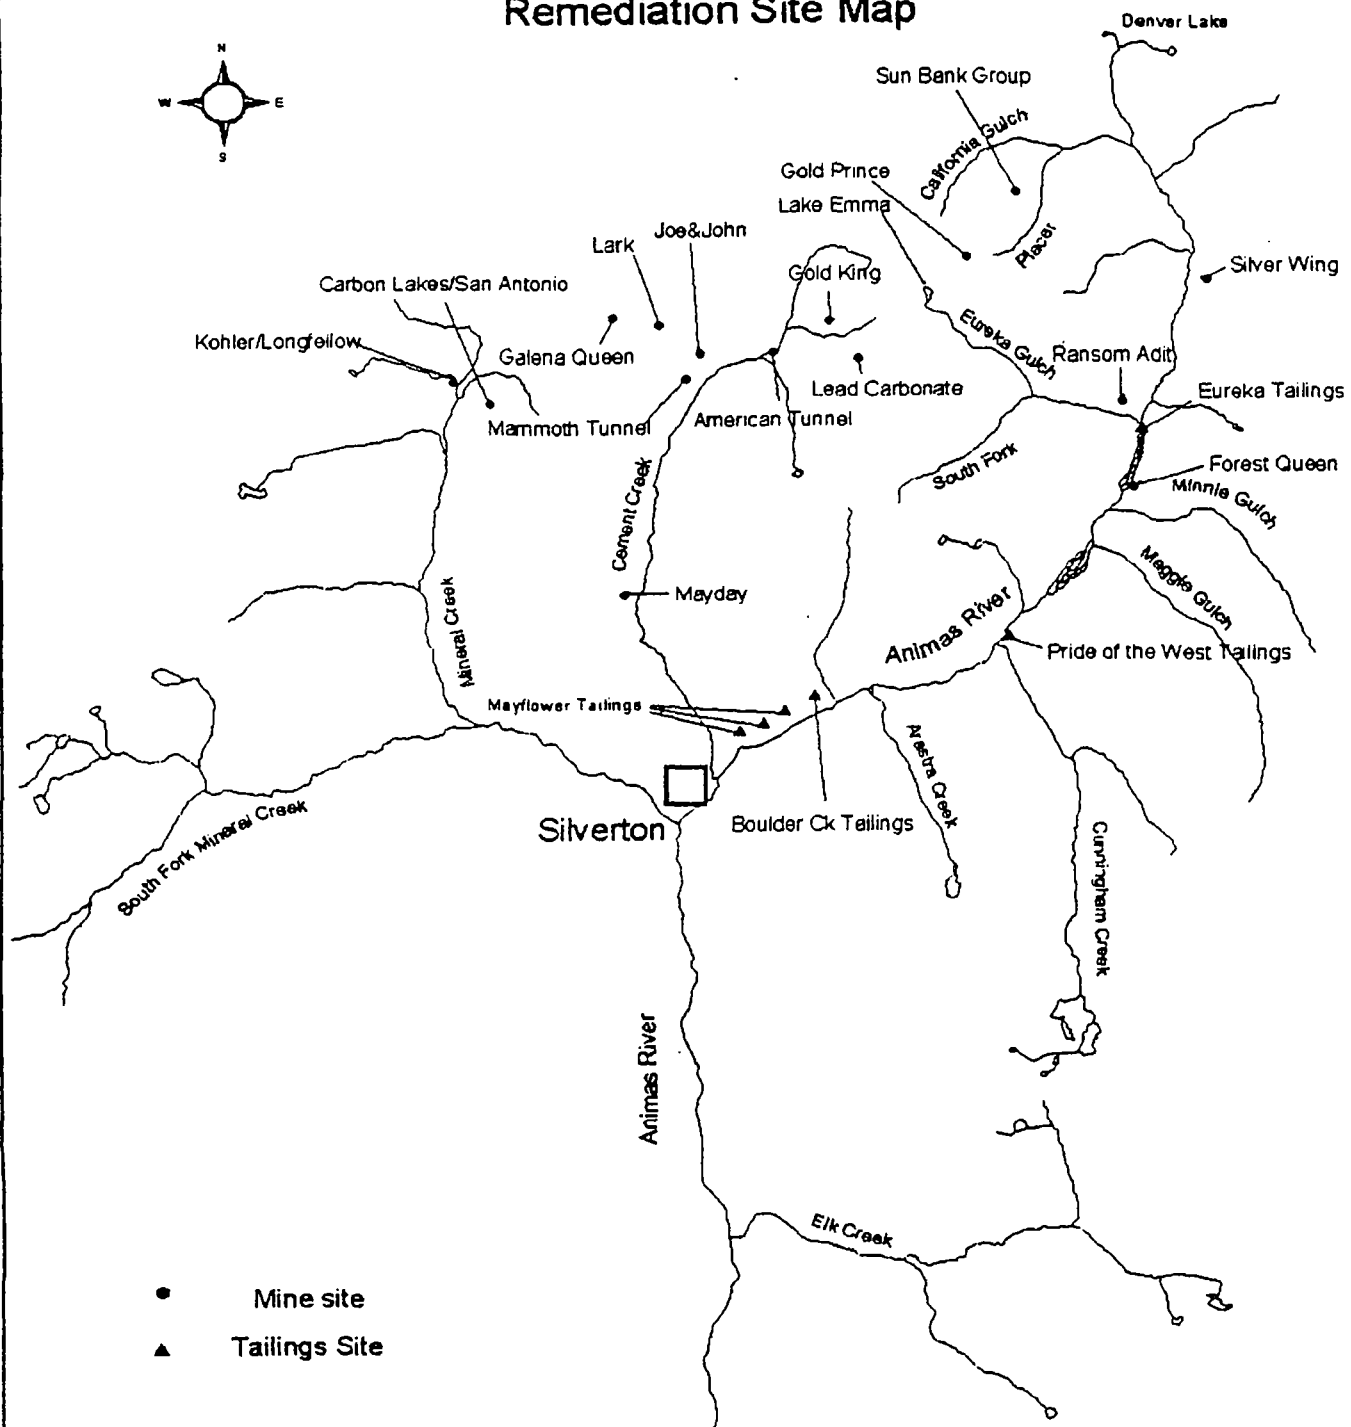 Remediation Site Map
Denver Lake
N
W
E
S
Sun Bank Group
California Gulch
Gold Prince
Lake Emma
Placer
Joe&John
Lark
Gold King
Silver Wing
Carbon Lakes/San Antonio
Kohler/Longfellow
Galena Queen
Eureka Gulch
Ransom Adit
Lead Carbonate
Eureka Tailings
Mammoth Tunnel
American Tunnel
South Fork
Forest Queen
Minnie Gulch
Cement Creek
Maggie Gulch
Mineral Creek
Mayday
Animas River
Pride of the West Tailings
Mayflower Tailings
Arastra Creek
Silverton
Boulder Ck Tailings
South Fork Mineral Creek
Cunningham Creek
Animas River
Elk Creek
Mine site
Tailings Site